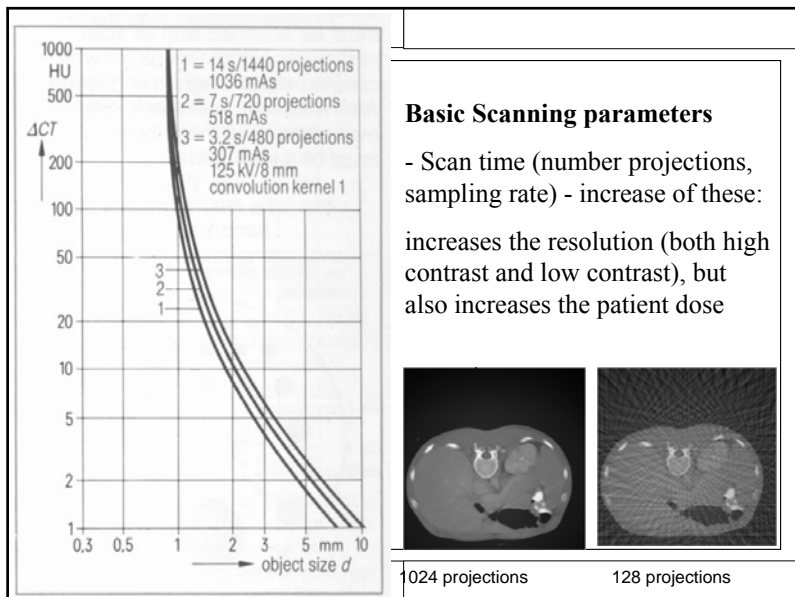 1000
HU
500
ΔCT
200
100
50
20
10
5
2
1
1 = 14 s/1440 projections
1036 mAs
2 = 7 s/720 projections
518 mAs
3 = 3.2 s/480 projections
307 mAs
125 kV/8 mm
convolution kernel 1
3
2
1
0,3 0,5 1 2 3 5 mm 10
object size d
Basic Scanning parameters
- Scan time (number projections,
sampling rate) - increase of these:
increases the resolution (both high
contrast and low contrast), but
also increases the patient dose
1024 projections
128 projections